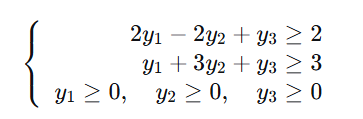 2y₁ − 2y₂ + y₃ ≥ 2
y₁ + 3y₂ + y₃ ≥ 3
y₁ ≥ 0, y₂ ≥ 0, y₃ ≥ 0